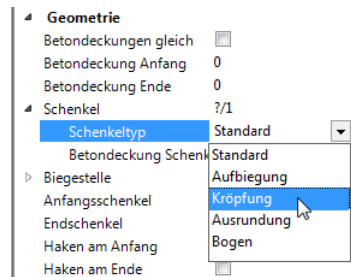 Geometrie
Betondeckungen gleich
Betondeckung Anfang 0
Betondeckung Ende 0
Schenkel ?/1
Schenkeltyp Standard
Betondeckung Schenk Standard
Aufbiegung
Biegestelle
Kröpfung
Anfangsschenkel
Ausrundung
Endschenkel
Bogen
Haken am Anfang
Haken am Ende